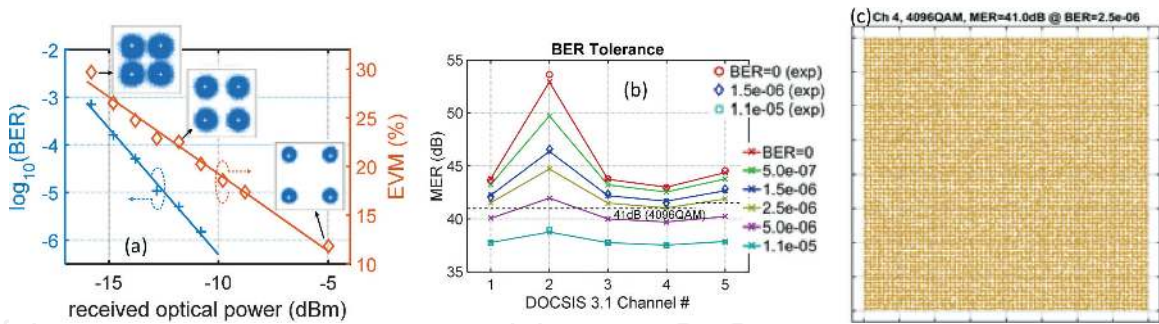 -2
-3
-4
-5
-6
log10(BER)
-15
-10
-5
received optical power (dBm)
30
25
20
15
10
EVM (%)
(a)
BER Tolerance
(b)
55
50
45
40
35
MER (dB)
41dB (4096QAM)
1
2
3
4
5
DOCSIS 3.1 Channel #
BER=0 (exp)
1.5e-06 (exp)
1.1e-05 (exp)
BER=0
5.0e-07
1.5e-06
2.5e-06
5.0e-06
1.1e-05
(c)
Ch 4, 4096QAM, MER=41.0dB @ BER=2.5e-06